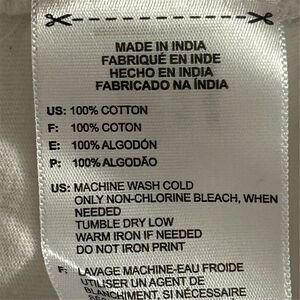 MADE IN INDIA
FABRIQUÉ EN INDE
HECHO EN INDIA
FABRICADO NA ÍNDIA
US: 100% COTTON
F: 100% COTON
E: 100% ALGODÓN
P: 100% ALGODÃO
US: MACHINE WASH COLD
ONLY NON-CHLORINE BLEACH, WHEN
NEEDED
TUMBLE DRY LOW
WARM IRON IF NEEDED
DO NOT IRON PRINT
F: LAVAGE MACHINE-EAU FROIDE
UTILISER UN AGENT DE
BLANCHIMENT, SI NÉCESSAIRE